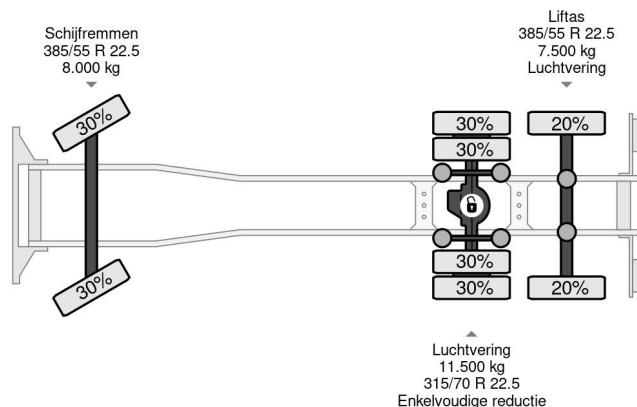 Schijfremmen
385/55 R 22.5
8.000 kg
Liftas
385/55 R 22.5
7.500 kg
Luchtvering
30%
30%
30%
20%
30%
30%
30%
20%
Luchtvering
11.500 kg
315/70 R 22.5
Enkelvoudige reductie